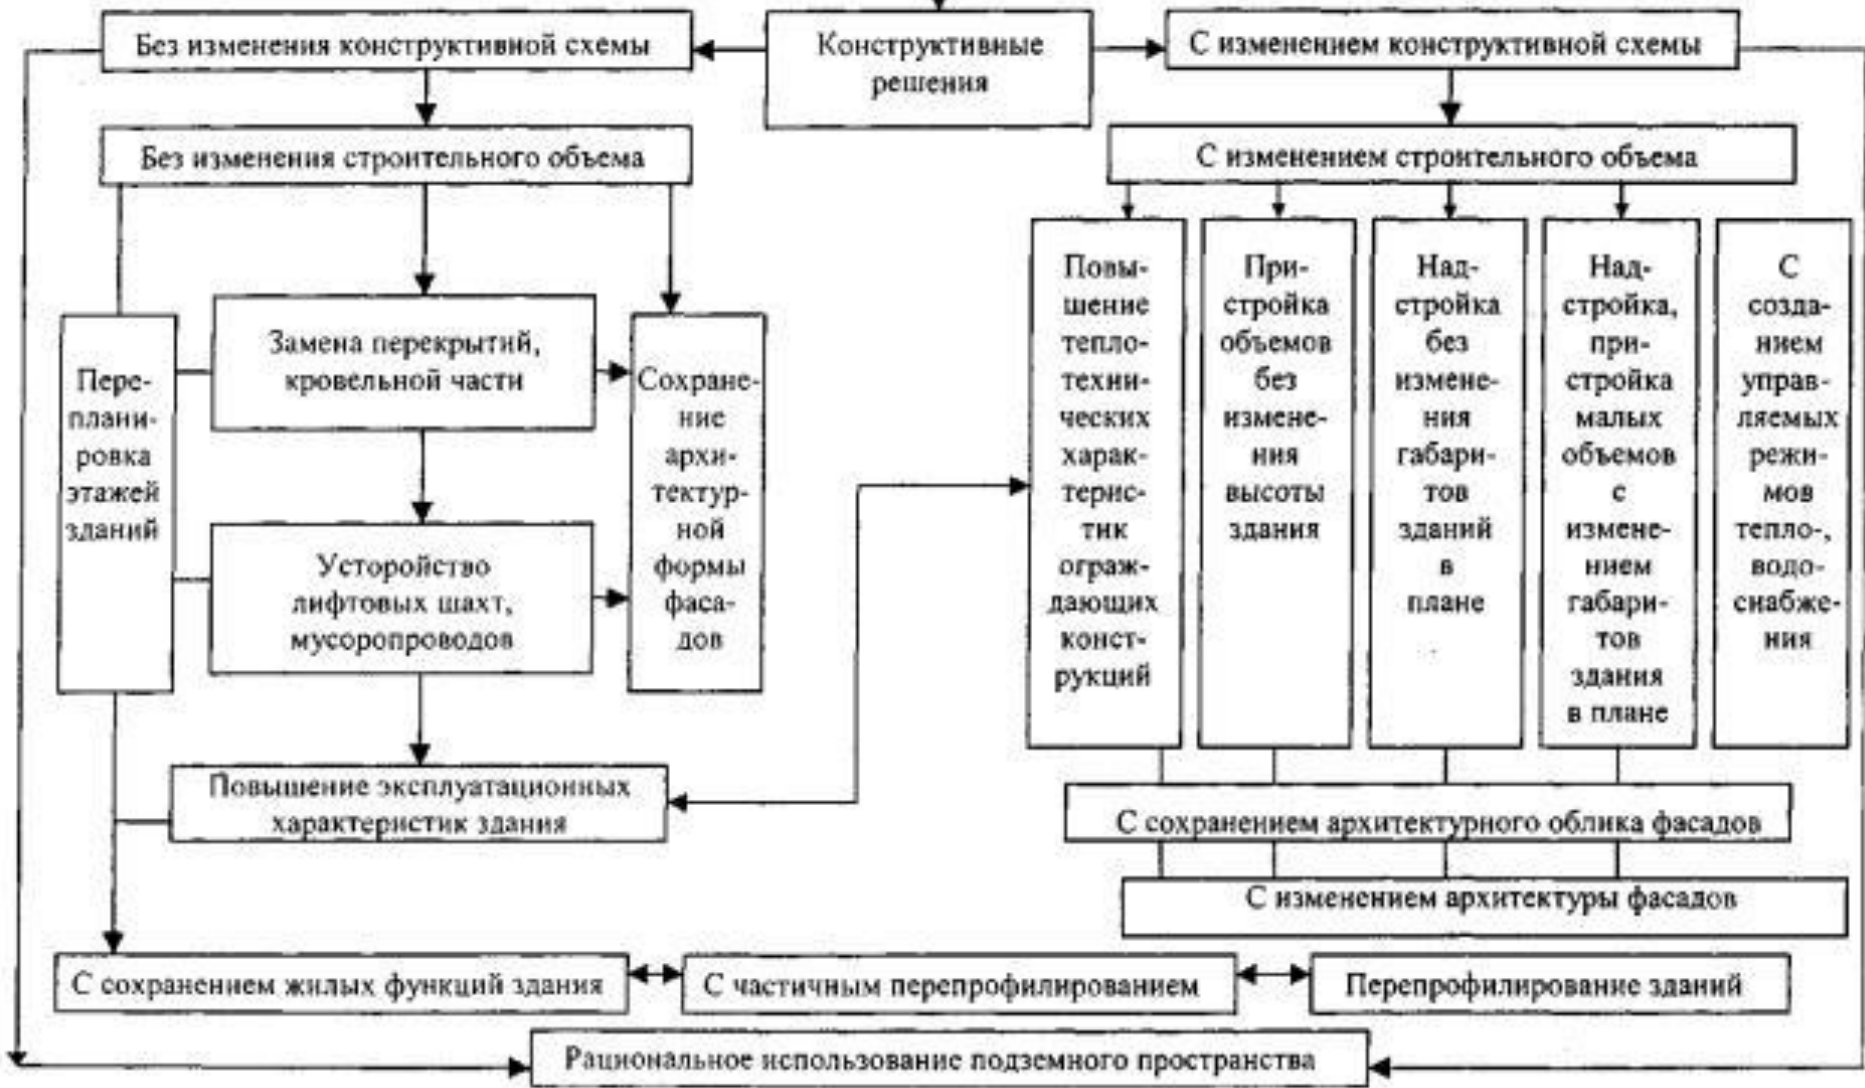 Без изменения конструктивной схемы
Конструктивные
решения
С изменением конструктивной схемы
Без изменения строительного объема
С изменением строительного объема
Пере-
плани-
ровка
этажей
зданий
Замена перекрытий,
кровельной части
Усторойство
лифтовых шахт,
мусоропроводов
Сохране-
ние
архи-
тектур-
ной
формы
фаса-
дов
Повы-
шение
тепло-
техни-
ческих
харак-
терис-
тик
ограж-
дающих
конст-
рукций
При-
стройка
объемов
без
измене-
ния
высоты
здания
Над-
стройка
без
измене-
ния
габари-
тов
зданий
в
плане
Над-
стройка,
при-
стройка
малых
объемов
с
измене-
нием
габари-
тов
здания
в плане
С
созда-
нием
управ-
ляемых
режи-
мов
тепло-,
водо-
снабже-
ния
Повышение эксплуатационных
характеристик здания
С сохранением архитектурного облика фасадов
С изменением архитектуры фасадов
С сохранением жилых функций здания
С частичным перепрофилированием
Перепрофилирование зданий
Рациональное использование подземного пространства